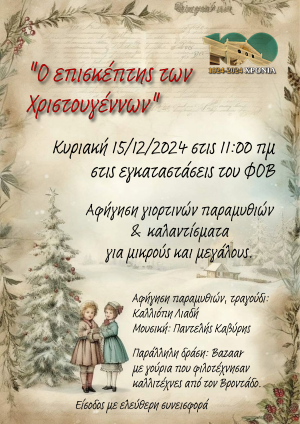 100
1924-2024 ΧΡΟΝΙΑ
"Ο επισκέπτης των
Χριστουγέννων"
Κυριακή 15/12/2024 στις 11:00 πμ
στις εγκαταστάσεις του ΦΟΒ
Αφήγηση γιορτινών παραμυθιών
& καλαντίσματα
για μικρούς και μεγάλους.
Αφήγηση παραμυθιών, τραγούδι:
Καλλιόπη Λιαδή
Μουσική: Παντελής Καβύρης
Παράλληλη δράση: Bazaar
με γούρια που φιλοτέχνησαν
καλλιτέχνες από τον Βροντάδο.
Είσοδος με ελεύθερη συνεισφορά